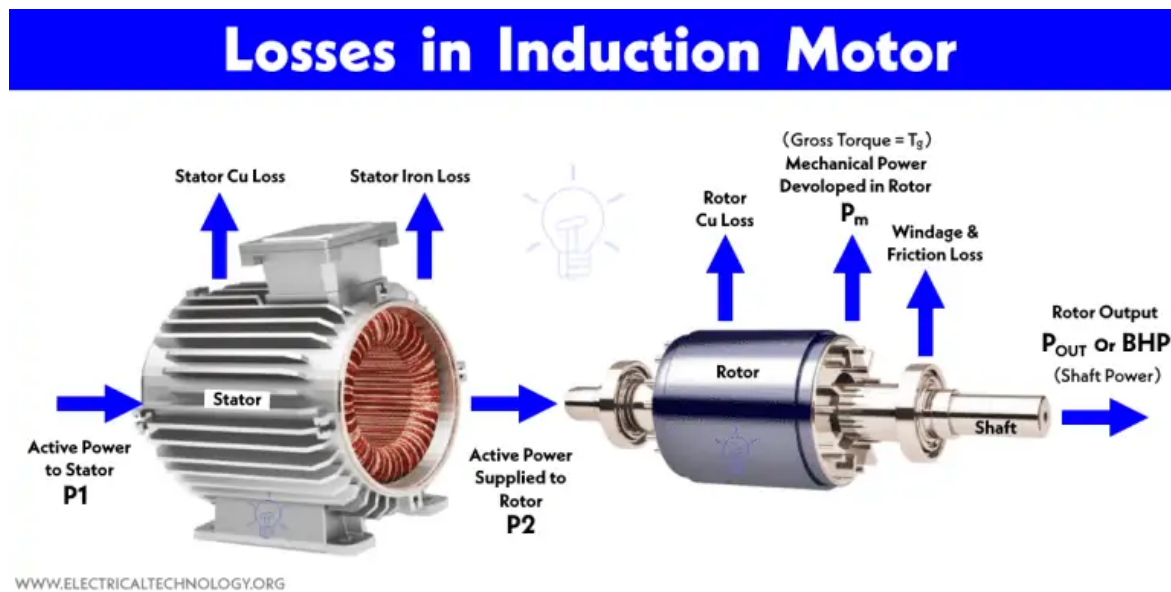 Losses in Induction Motor
Stator Cu Loss
Stator Iron Loss
Rotor
Cu Loss
(Gross Torque = Tg)
Mechanical Power
Devoloped in Rotor
Pm
Windage &
Friction Loss
Rotor Output
POUT or BHP
(Shaft Power)
Stator
Rotor
Shaft
Active Power
to Stator
P1
Active Power
Supplied to
Rotor
P2
WWW.ELECTRICALTECHNOLOGY.ORG